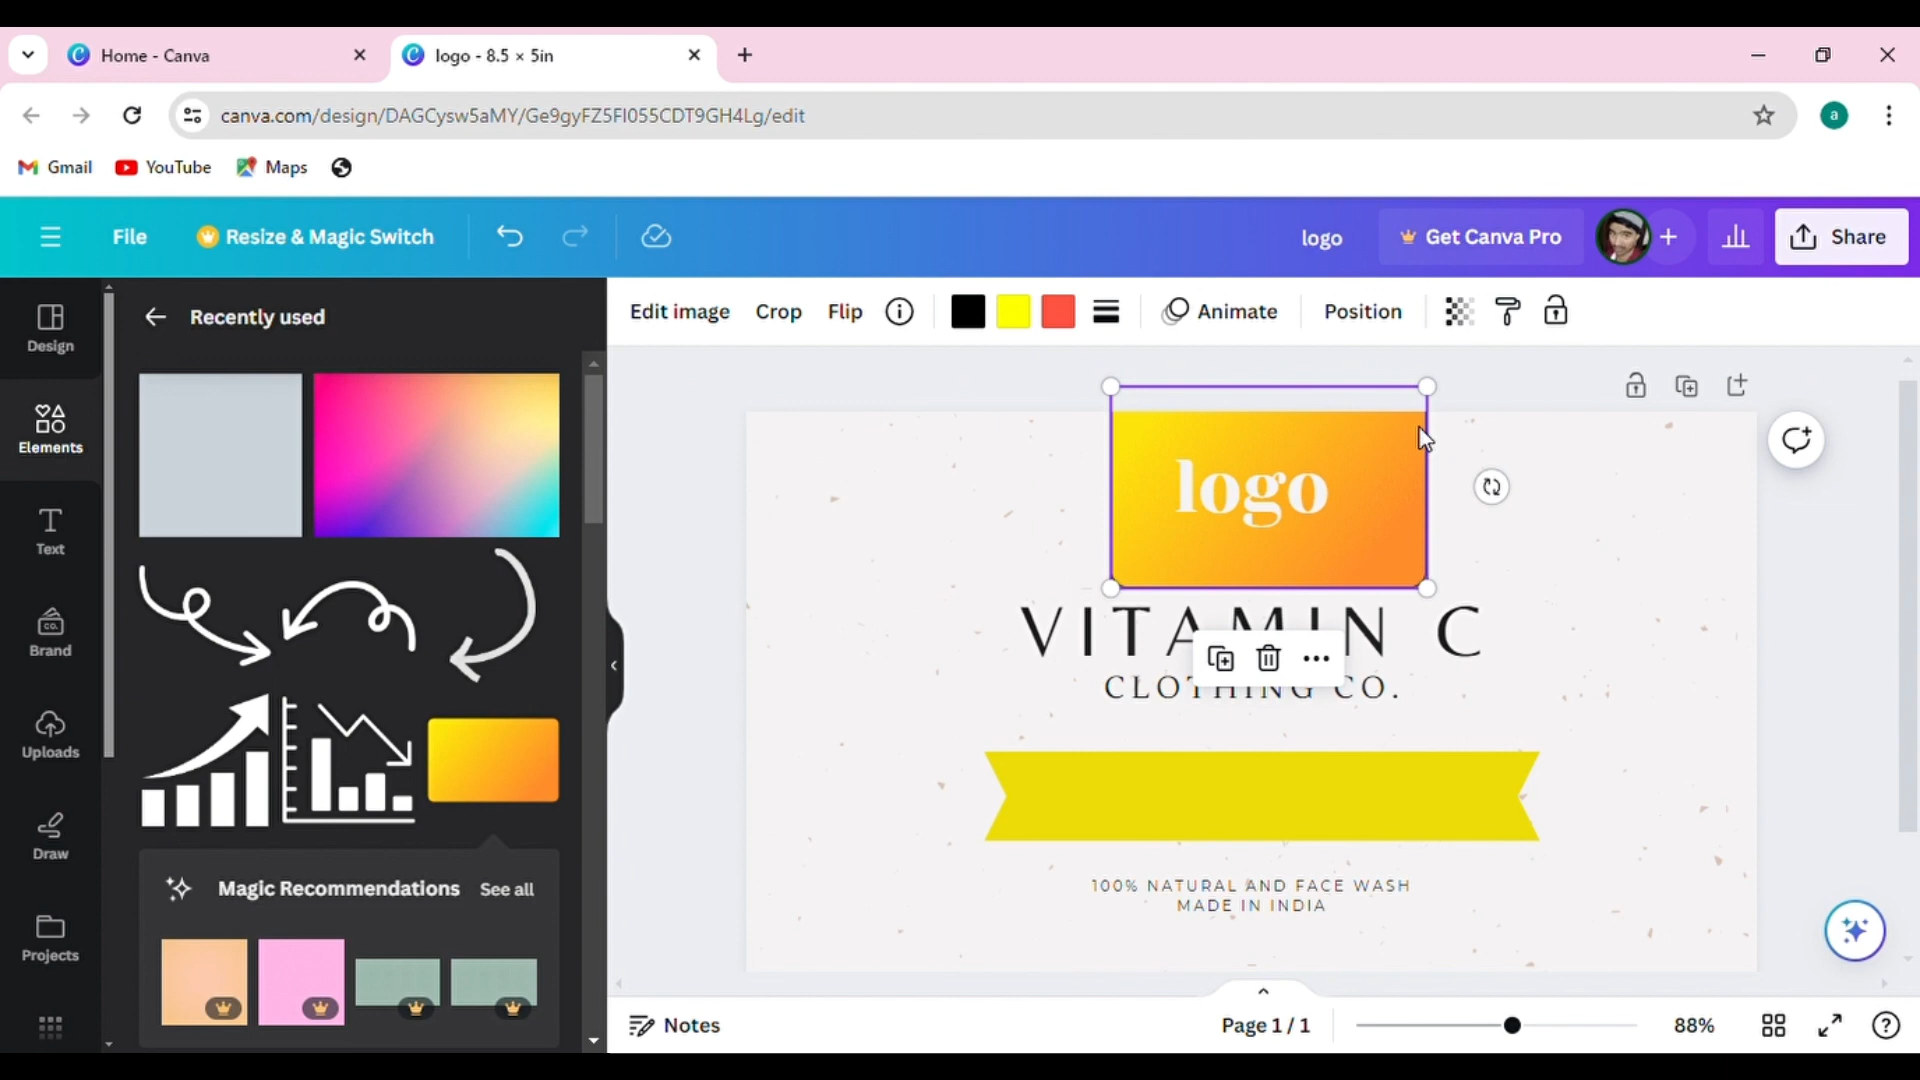 Home - Canva
logo - 8.5 × 5in
canva.com/design/DAGCysw5aMY/Ge9gyFZ5FI055CDT9GH4Lg/edit
a
Gmail
YouTube
Maps
File
Resize & Magic Switch
logo
Get Canva Pro
Share
Design
Elements
Text
Brand
Uploads
Draw
Projects
Recently used
Magic Recommendations
See all
Edit image
Crop
Flip
Animate
Position
logo
VITAMIN C
CLOTHING CO.
100% NATURAL AND FACE WASH
MADE IN INDIA
Notes
Page 1 / 1
88%